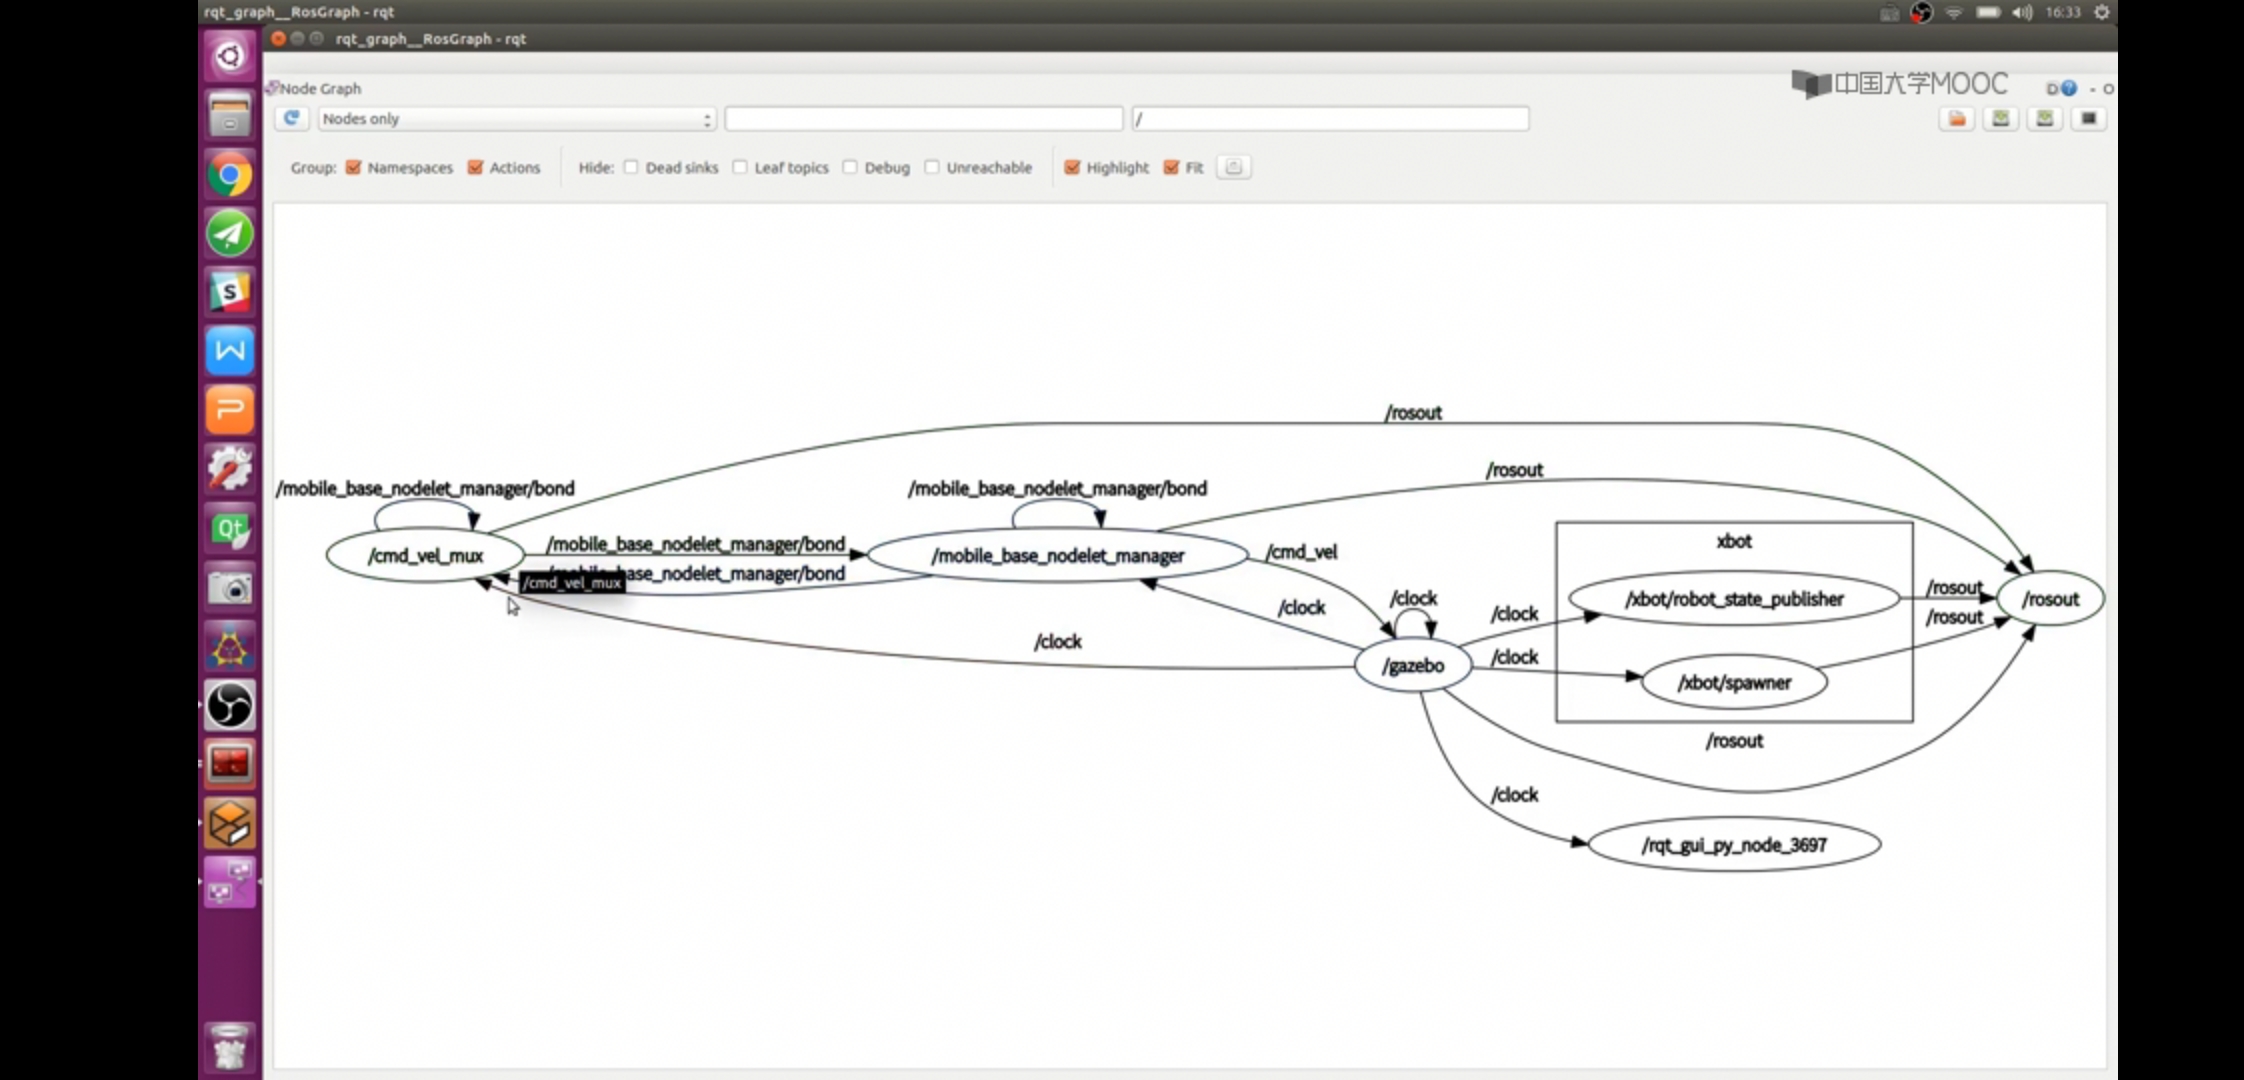 rqt_graph__RosGraph - rqt
16:33
rqt_graph__RosGraph - rqt
Node Graph
中国大学MOOC
D
- O
Nodes only
/
Group:
Namespaces
Actions
Hide:
Dead sinks
Leaf topics
Debug
Unreachable
Highlight
Fit
/rosout
/rosout
/mobile_base_nodelet_manager/bond
/mobile_base_nodelet_manager/bond
xbot
/cmd_vel_mux
/mobile_base_nodelet_manager/bond
/mobile_base_nodelet_manager
/cmd_vel
/mobile_base_nodelet_manager/bond
/cmd_vel_mux
/clock
/clock
/clock
/xbot/robot_state_publisher
/rosout
/rosout
/rosout
/clock
/gazebo
/clock
/xbot/spawner
/rosout
/clock
/rqt_gui_py_node_3697